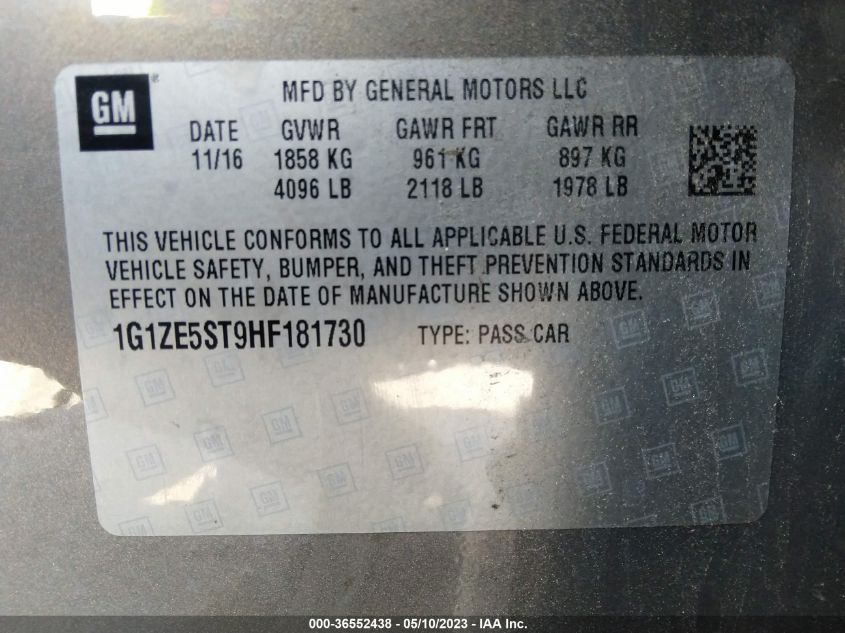 GM
MFD BY GENERAL MOTORS LLC
DATE GVWR GAWR FRT GAWR RR
11/16 1858 KG 961 KG 897 KG
4096 LB 2118 LB 1978 LB
THIS VEHICLE CONFORMS TO ALL APPLICABLE U.S. FEDERAL MOTOR
VEHICLE SAFETY, BUMPER, AND THEFT PREVENTION STANDARDS IN
EFFECT ON THE DATE OF MANUFACTURE SHOWN ABOVE.
1G1ZE5ST9HF181730 TYPE: PASS CAR
000-36552438 - 05/10/2023 - IAA Inc.